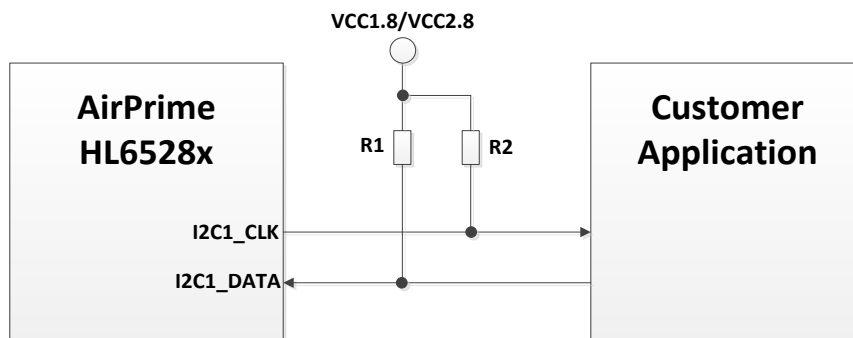 VCC1.8/VCC2.8
AirPrime
HL6528x
Customer
Application
R1
R2
I2C1_CLK
I2C1_DATA